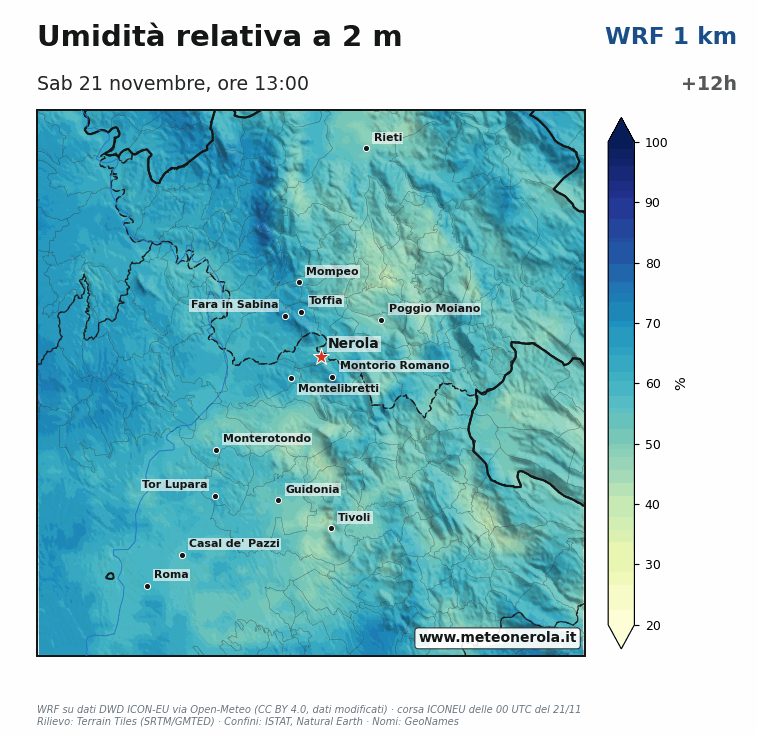 Umidità relativa a 2 m
WRF 1 km
Sab 21 novembre, ore 13:00
+12h
Rieti
Mompeo
Fara in Sabina
Toffia
Poggio Moiano
Nerola
Montorio Romano
Montelibretti
Monterotondo
Tor Lupara
Guidonia
Tivoli
Casal de' Pazzi
Roma
www.meteonerola.it
100
90
80
70
60
50
40
30
20
%
WRF su dati DWD ICON-EU via Open-Meteo (CC BY 4.0, dati modificati) · corsa ICONEU delle 00 UTC del 21/11
Rilievo: Terrain Tiles (SRTM/GMTED) · Confini: ISTAT, Natural Earth · Nomi: GeoNames